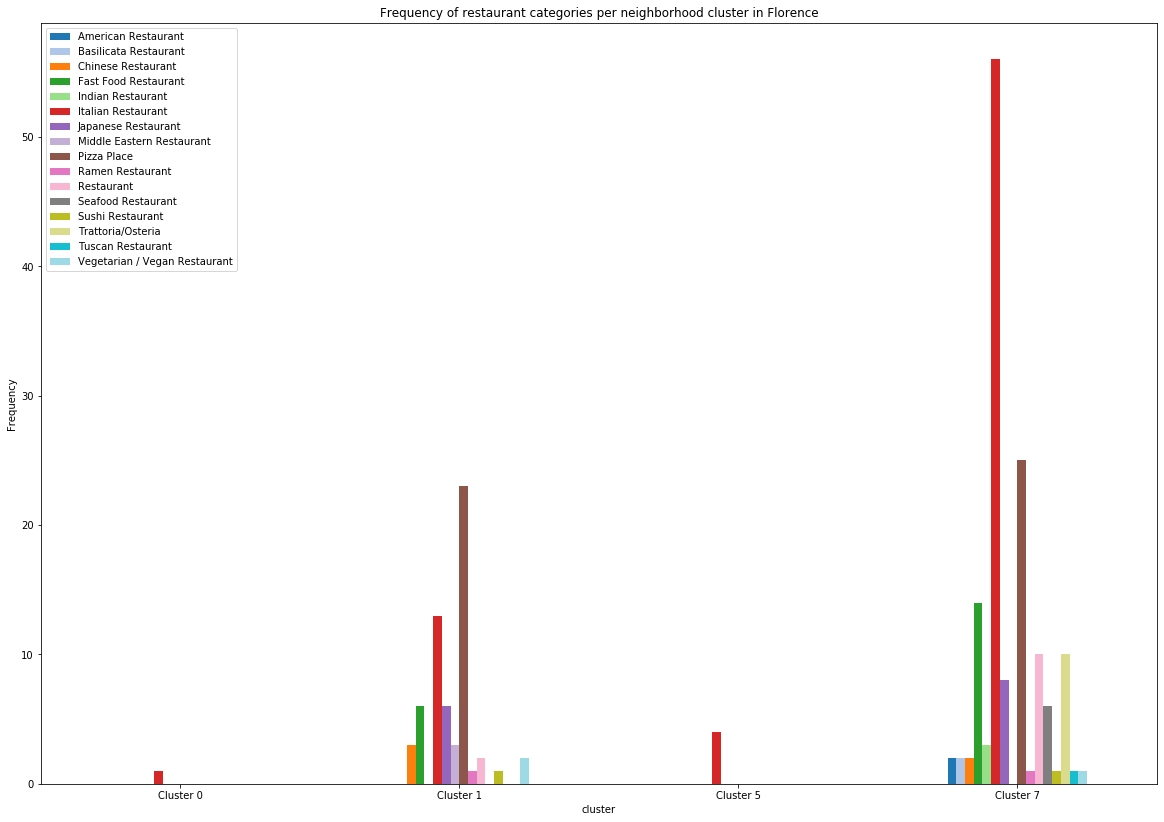 Frequency of restaurant categories per neighborhood cluster in Florence
American Restaurant
Basilicata Restaurant
Chinese Restaurant
Fast Food Restaurant
Indian Restaurant
Italian Restaurant
Japanese Restaurant
Middle Eastern Restaurant
Pizza Place
Ramen Restaurant
Restaurant
Seafood Restaurant
Sushi Restaurant
Trattoria/Osteria
Tuscan Restaurant
Vegetarian / Vegan Restaurant
Frequency
50
40
30
20
10
0
Cluster 0 Cluster 1 Cluster 5 Cluster 7
cluster